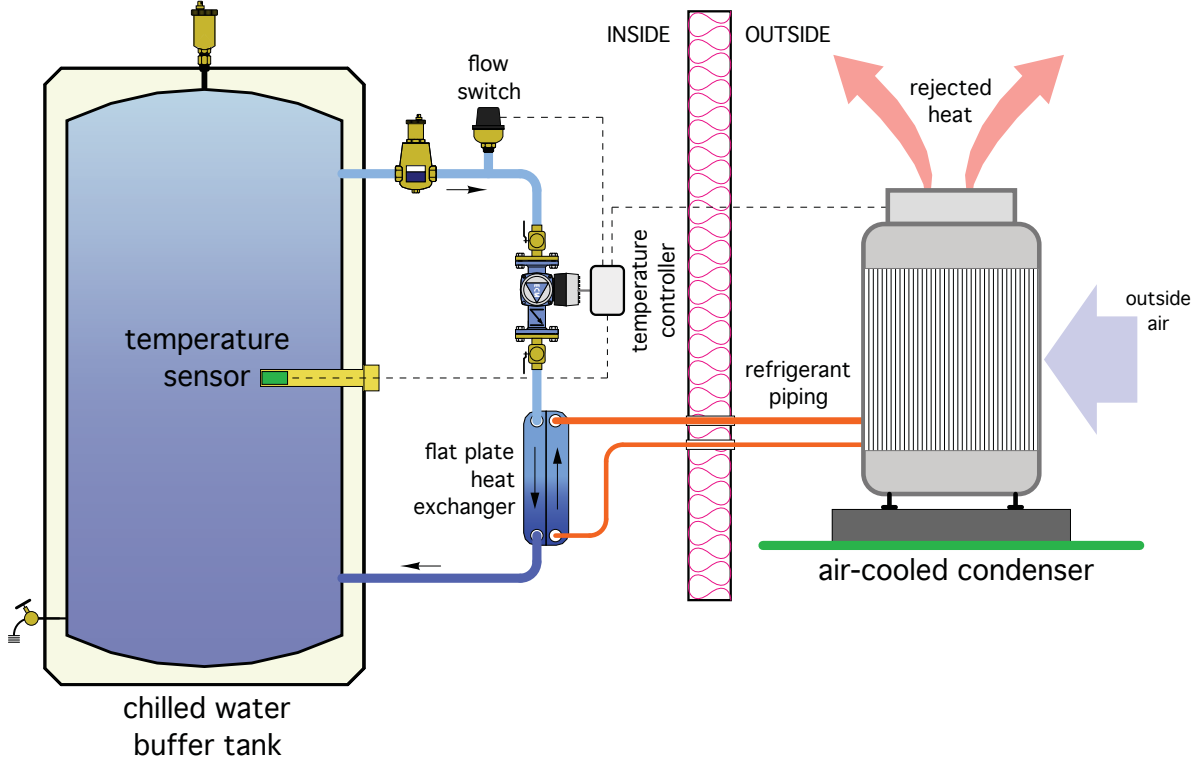 INSIDE
OUTSIDE
flow
switch
rejected
heat
temperature
controller
outside
air
temperature
sensor
refrigerant
piping
flat plate
heat
exchanger
air-cooled condenser
chilled water
buffer tank